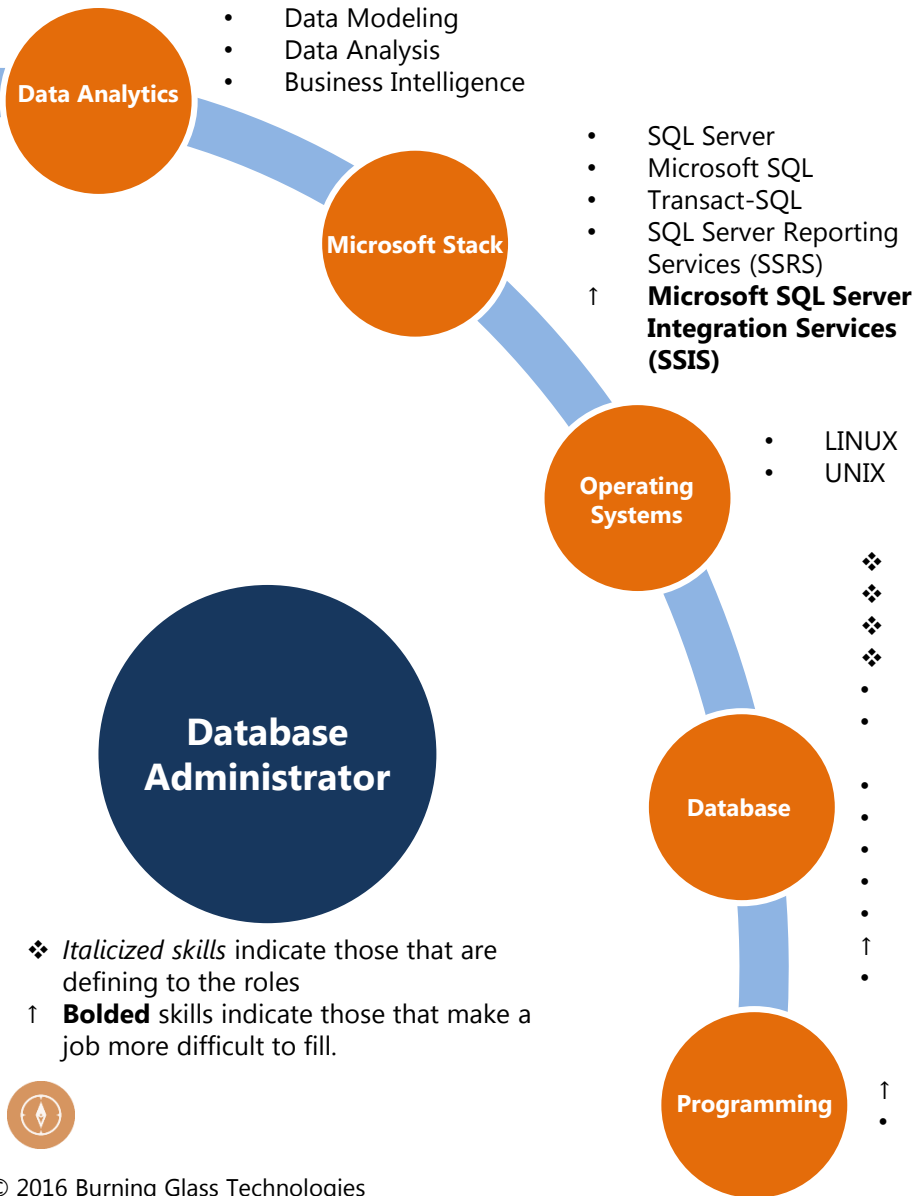 • Data Modeling
• Data Analysis
• Business Intelligence
Data Analytics
• SQL Server
• Microsoft SQL
• Transact-SQL
• SQL Server Reporting
Services (SSRS)
↑ Microsoft SQL Server
Integration Services
(SSIS)
Microsoft Stack
• LINUX
• UNIX
Operating
Systems
Database
Administrator
Database
❖ Italicized skills indicate those that are
defining to the roles
↑ Bolded skills indicate those that make a
job more difficult to fill.
Programming
© 2016 Burning Glass Technologies